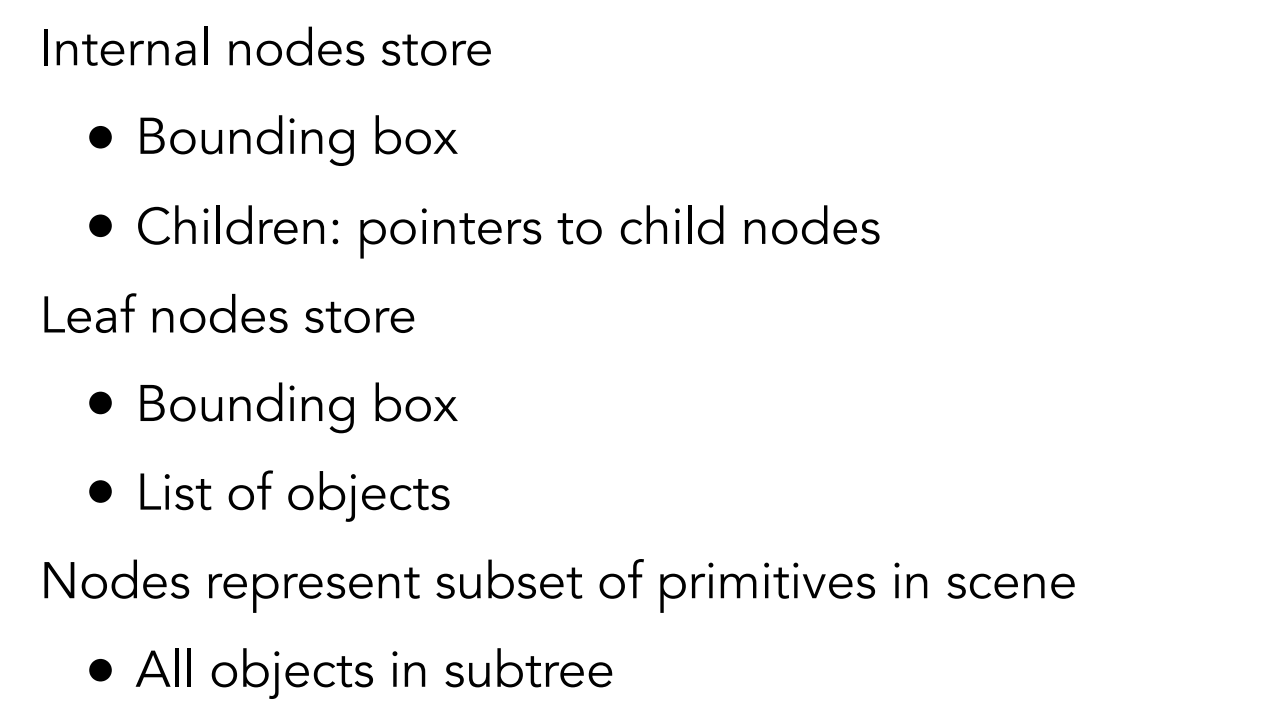 Internal nodes store
• Bounding box
• Children: pointers to child nodes
Leaf nodes store
• Bounding box
• List of objects
Nodes represent subset of primitives in scene
• All objects in subtree